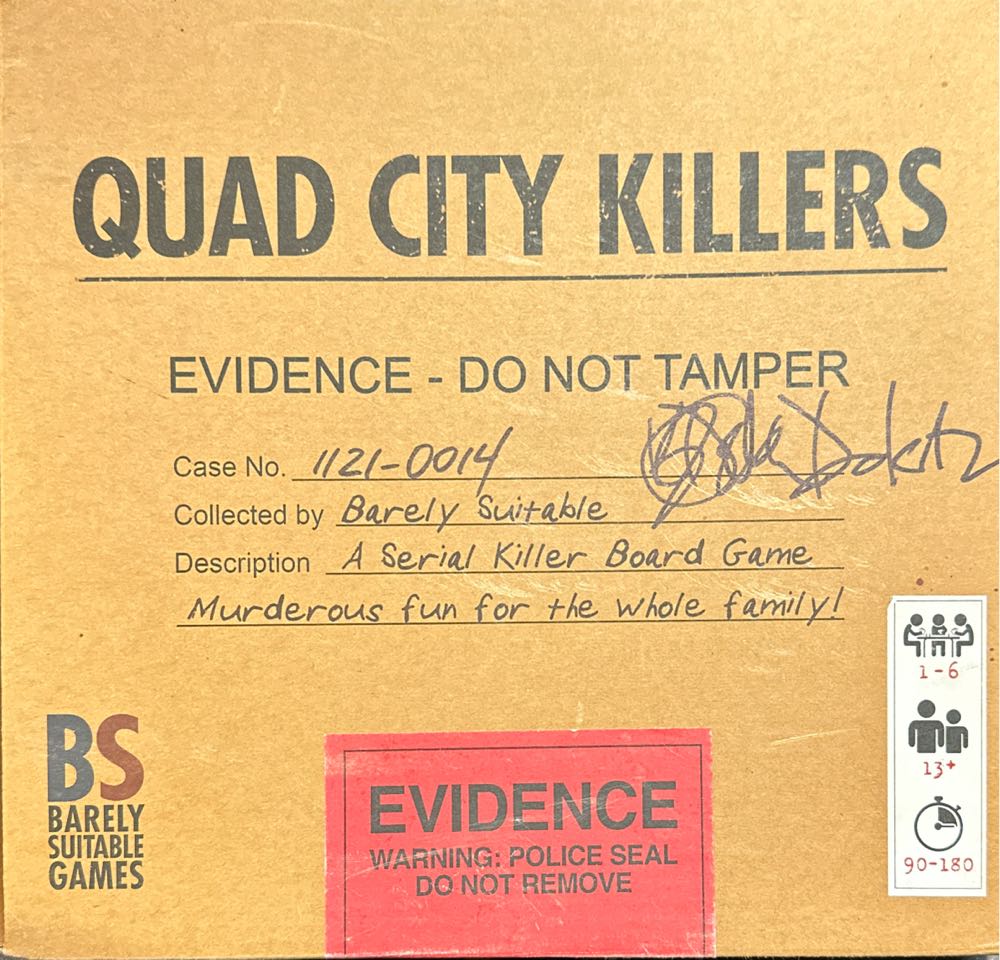 QUAD CITY KILLERS
EVIDENCE - DO NOT TAMPER
Case No. 1121-0014
Collected by Barely Suitable
Description A Serial Killer Board Game
Murderous fun for the whole family!
1-6
13+
90-180
BS
BARELY
SUITABLE
GAMES
EVIDENCE
WARNING: POLICE SEAL
DO NOT REMOVE